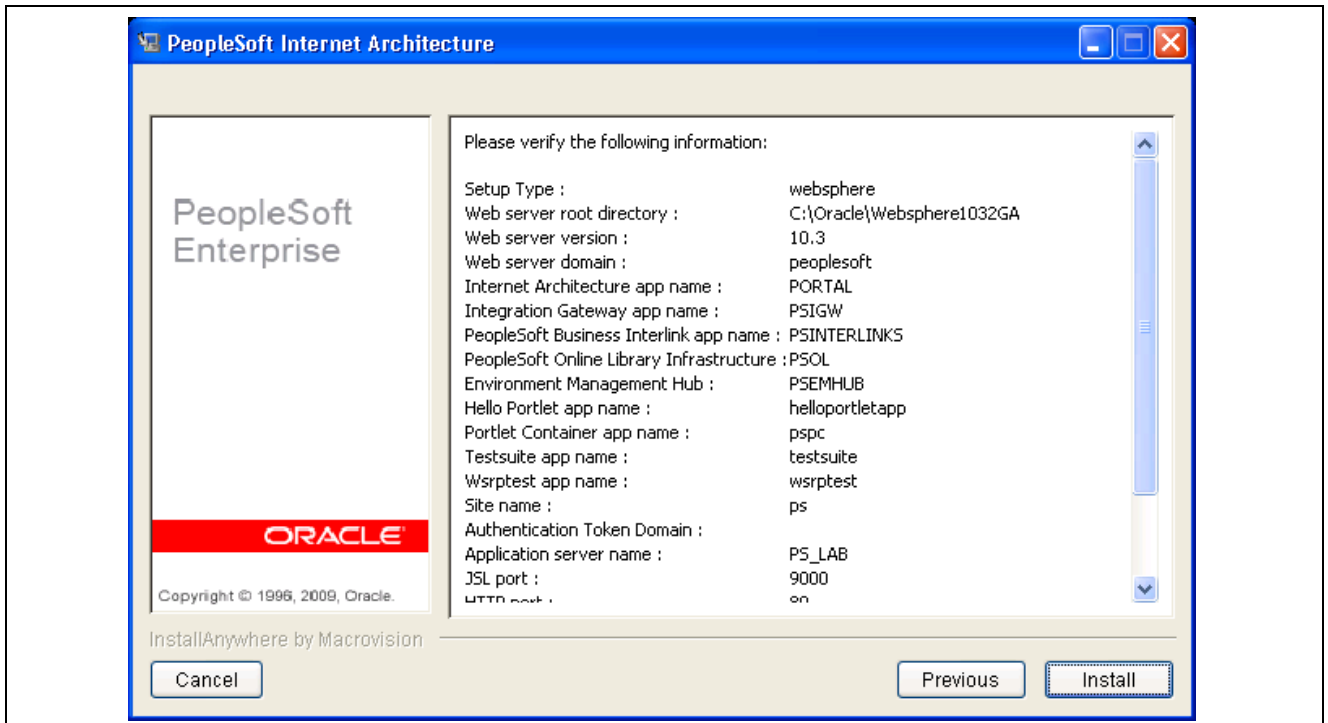 PeopleSoft Internet Architecture
PeopleSoft
Enterprise
ORACLE
Copyright © 1996, 2009, Oracle.
Please verify the following information:
Setup Type : websphere
Web server root directory : C:\Oracle\Websphere1032GA
Web server version : 10.3
Web server domain : peoplesoft
Internet Architecture app name : PORTAL
Integration Gateway app name : PSIGW
PeopleSoft Business Interlink app name : PSINTERLINKS
PeopleSoft Online Library Infrastructure : PSOL
Environment Management Hub : PSEMHUB
Hello Portlet app name : helloportletapp
Portlet Container app name : pspc
Testsuite app name : testsuite
Wsrptest app name : wsrptest
Site name : ps
Authentication Token Domain :
Application server name : PS_LAB
JSL port : 9000
HTTP port : 80
InstallAnywhere by Macrovision
Cancel
Previous
Install